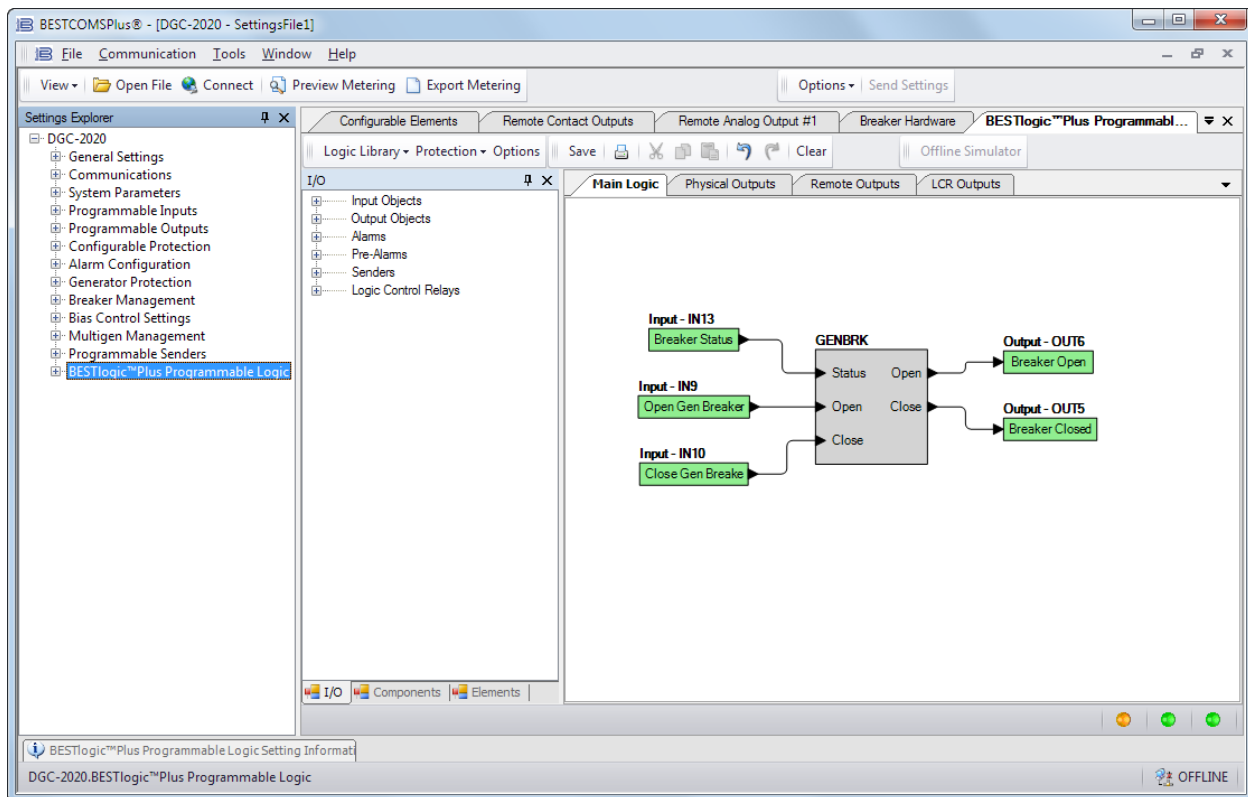 BESTCOMSPlus® - [DGC-2020 - SettingsFile1]
File Communication Tools Window Help
View Open File Connect Preview Metering Export Metering Options Send Settings
Settings Explorer
DGC-2020
General Settings
Communications
System Parameters
Programmable Inputs
Programmable Outputs
Configurable Protection
Alarm Configuration
Generator Protection
Breaker Management
Bias Control Settings
Multigen Management
Programmable Senders
BESTlogic™Plus Programmable Logic
Configurable Elements Remote Contact Outputs Remote Analog Output #1 Breaker Hardware BESTlogic™Plus Programmabl...
Logic Library Protection Options Save Clear Offline Simulator
I/O
Input Objects
Output Objects
Alarms
Pre-Alarms
Senders
Logic Control Relays
I/O Components Elements
Main Logic Physical Outputs Remote Outputs LCR Outputs
Input - IN13
Breaker Status
Input - IN9
Open Gen Breaker
Input - IN10
Close Gen Breake
GENBRK
Status Open
Open Close
Close
Output - OUT6
Breaker Open
Output - OUT5
Breaker Closed
BESTlogic™Plus Programmable Logic Setting Informati
DGC-2020.BESTlogic™Plus Programmable Logic OFFLINE